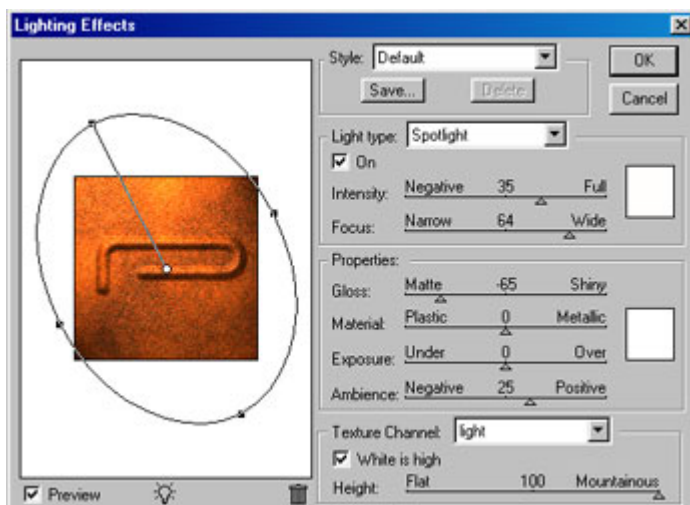 Lighting Effects
Style: Default
OK
Save... Delete
Cancel
Light type: Spotlight
On
Intensity: Negative 35 Full
Focus: Narrow 64 Wide
Properties:
Gloss: Matte -65 Shiny
Material: Plastic 0 Metallic
Exposure: Under 0 Over
Ambience: Negative 25 Positive
Texture Channel: light
White is high
Height: Flat 100 Mountainous
Preview